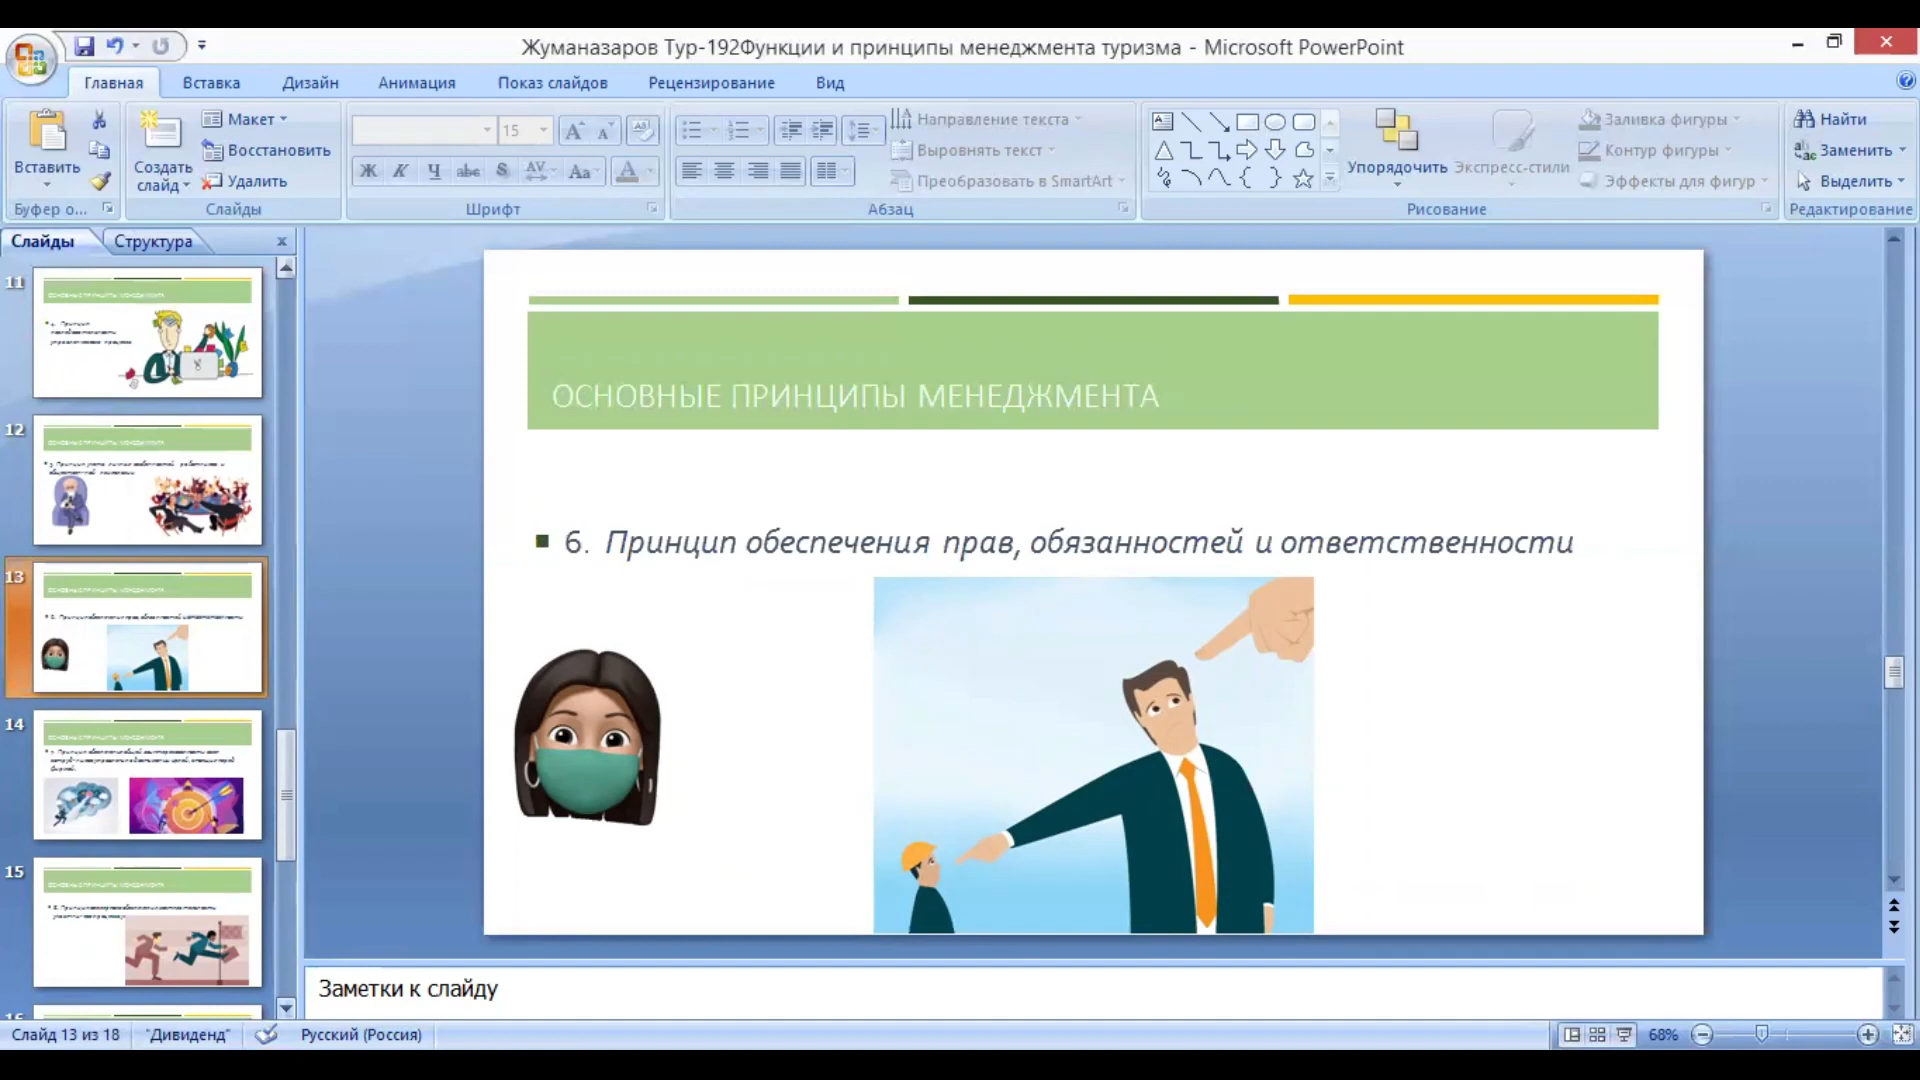 Жуманазаров Тур-192Функции и принципы менеджмента туризма - Microsoft PowerPoint
Главная Вставка Дизайн Анимация Показ слайдов Рецензирование Вид
Вставить
Буфер о...
Создать слайд
Макет
Восстановить
Удалить
Слайды
15
Ж К Ч abc S AV Aa A
Шрифт
Направление текста
Выровнять текст
Преобразовать в SmartArt
Абзац
Упорядочить
Экспресс-стили
Заливка фигуры
Контур фигуры
Эффекты для фигур
Рисование
Найти
Заменить
Выделить
Редактирование
Слайды Структура
11
12
13
14
15
ОСНОВНЫЕ ПРИНЦИПЫ МЕНЕДЖМЕНТА
6. Принцип обеспечения прав, обязанностей и ответственности
Заметки к слайду
Слайд 13 из 18 "Дивиденд" Русский (Россия) 68%